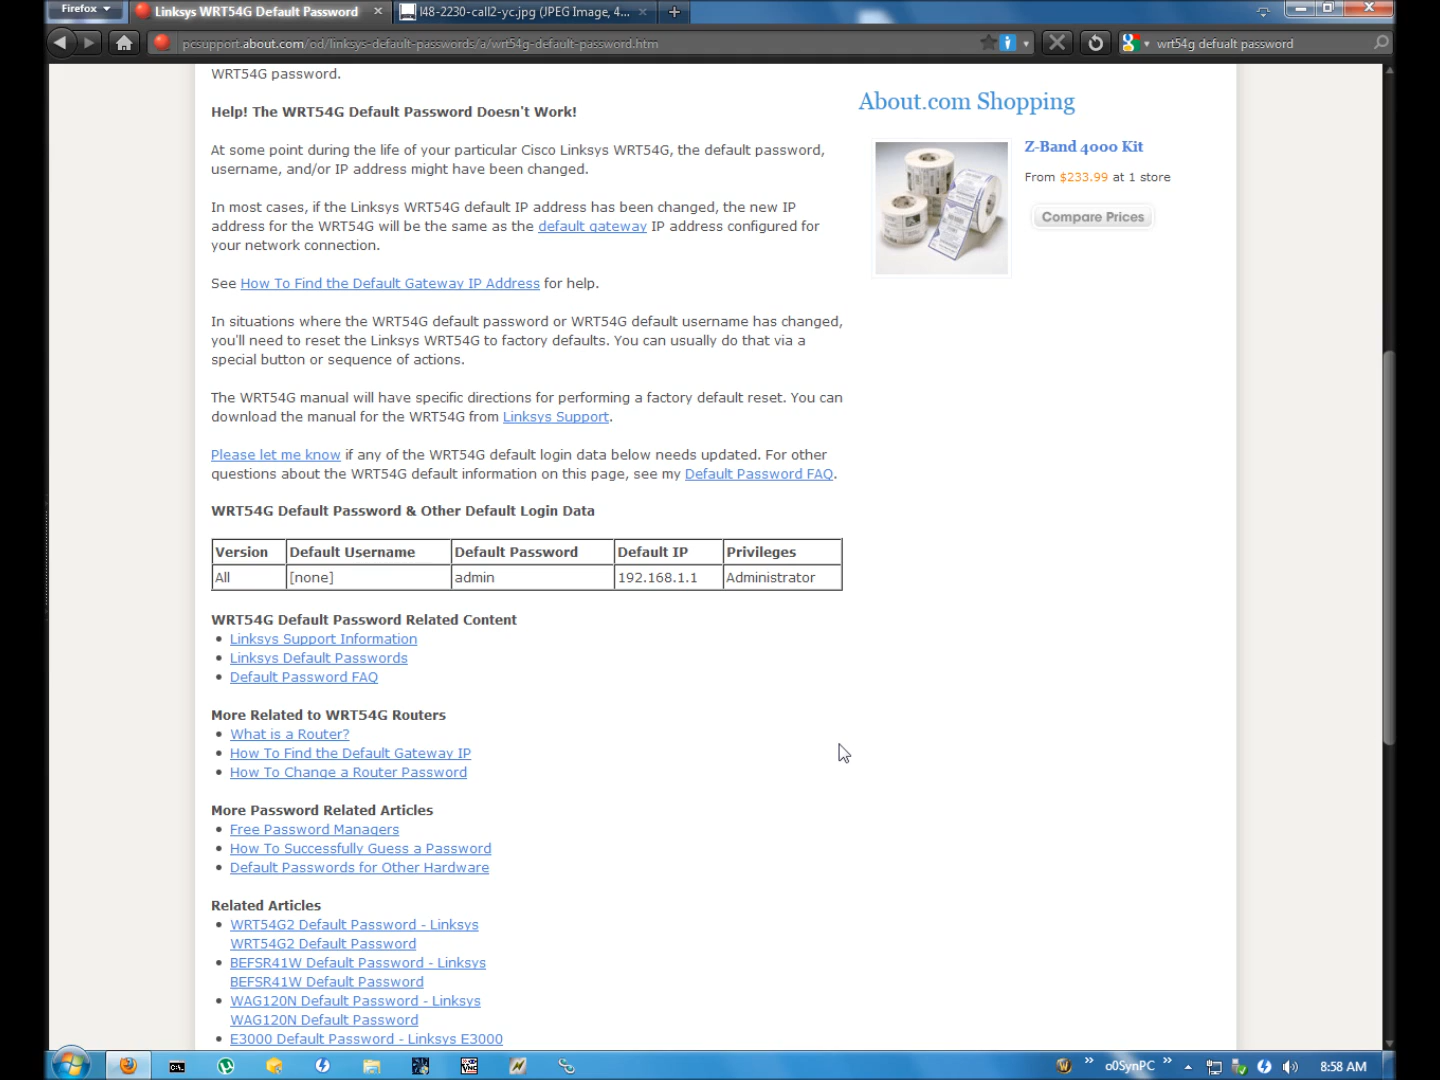 Firefox
Linksys WRT54G Default Password
l48-2230-call2-yc.jpg (JPEG Image, 4...
pcsupport.about.com/od/linksys-default-passwords/a/wrt54g-default-password.htm
wrt54g defualt password
WRT54G password.
Help! The WRT54G Default Password Doesn't Work!
At some point during the life of your particular Cisco Linksys WRT54G, the default password,
username, and/or IP address might have been changed.
In most cases, if the Linksys WRT54G default IP address has been changed, the new IP
address for the WRT54G will be the same as the default gateway IP address configured for
your network connection.
See How To Find the Default Gateway IP Address for help.
In situations where the WRT54G default password or WRT54G default username has changed,
you'll need to reset the Linksys WRT54G to factory defaults. You can usually do that via a
special button or sequence of actions.
The WRT54G manual will have specific directions for performing a factory default reset. You can
download the manual for the WRT54G from Linksys Support.
Please let me know if any of the WRT54G default login data below needs updated. For other
questions about the WRT54G default information on this page, see my Default Password FAQ.
WRT54G Default Password & Other Default Login Data
Version Default Username Default Password Default IP Privileges
All [none] admin 192.168.1.1 Administrator
WRT54G Default Password Related Content
• Linksys Support Information
• Linksys Default Passwords
• Default Password FAQ
More Related to WRT54G Routers
• What is a Router?
• How To Find the Default Gateway IP
• How To Change a Router Password
More Password Related Articles
• Free Password Managers
• How To Successfully Guess a Password
• Default Passwords for Other Hardware
Related Articles
• WRT54G2 Default Password - Linksys
WRT54G2 Default Password
• BEFSR41W Default Password - Linksys
BEFSR41W Default Password
• WAG120N Default Password - Linksys
WAG120N Default Password
• E3000 Default Password - Linksys E3000
About.com Shopping
Z-Band 4000 Kit
From $233.99 at 1 store
Compare Prices
o0SynPC
8:58 AM